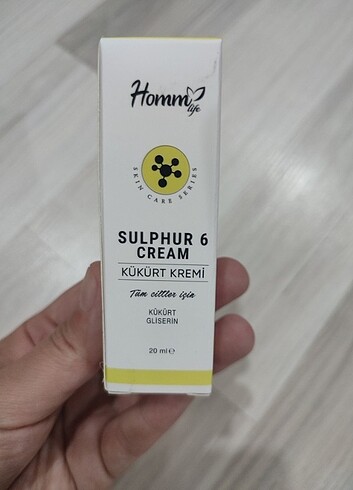 Homm
life
SKIN CARE SERIES
SULPHUR 6
CREAM
KÜKÜRT KREMİ
Tüm ciltler için
KÜKÜRT
GLİSERİN
20 ml ℮